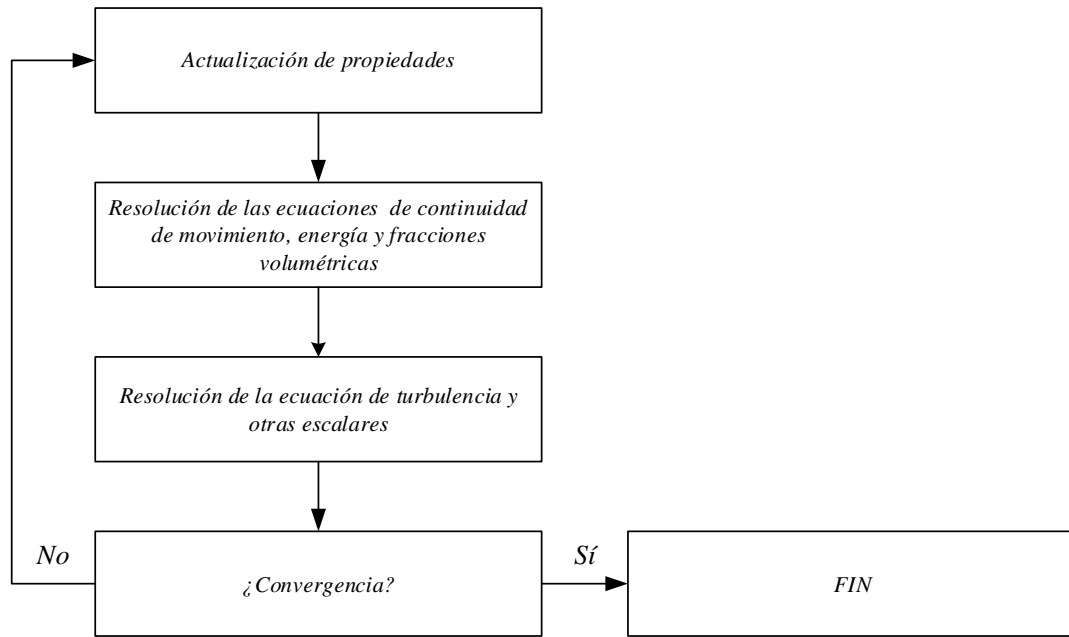 Actualización de propiedades
Resolución de las ecuaciones de continuidad
de movimiento, energía y fracciones
volumétricas
Resolución de la ecuación de turbulencia y
otras escalares
No
¿Convergencia?
Sí
FIN